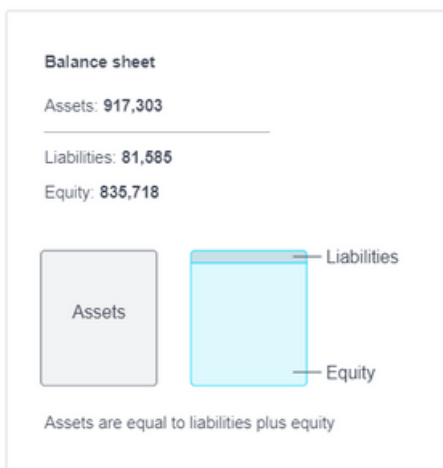 Balance sheet
Assets: 917,303
Liabilities: 81,585
Equity: 835,718
Liabilities
Assets
Equity
Assets are equal to liabilities plus equity